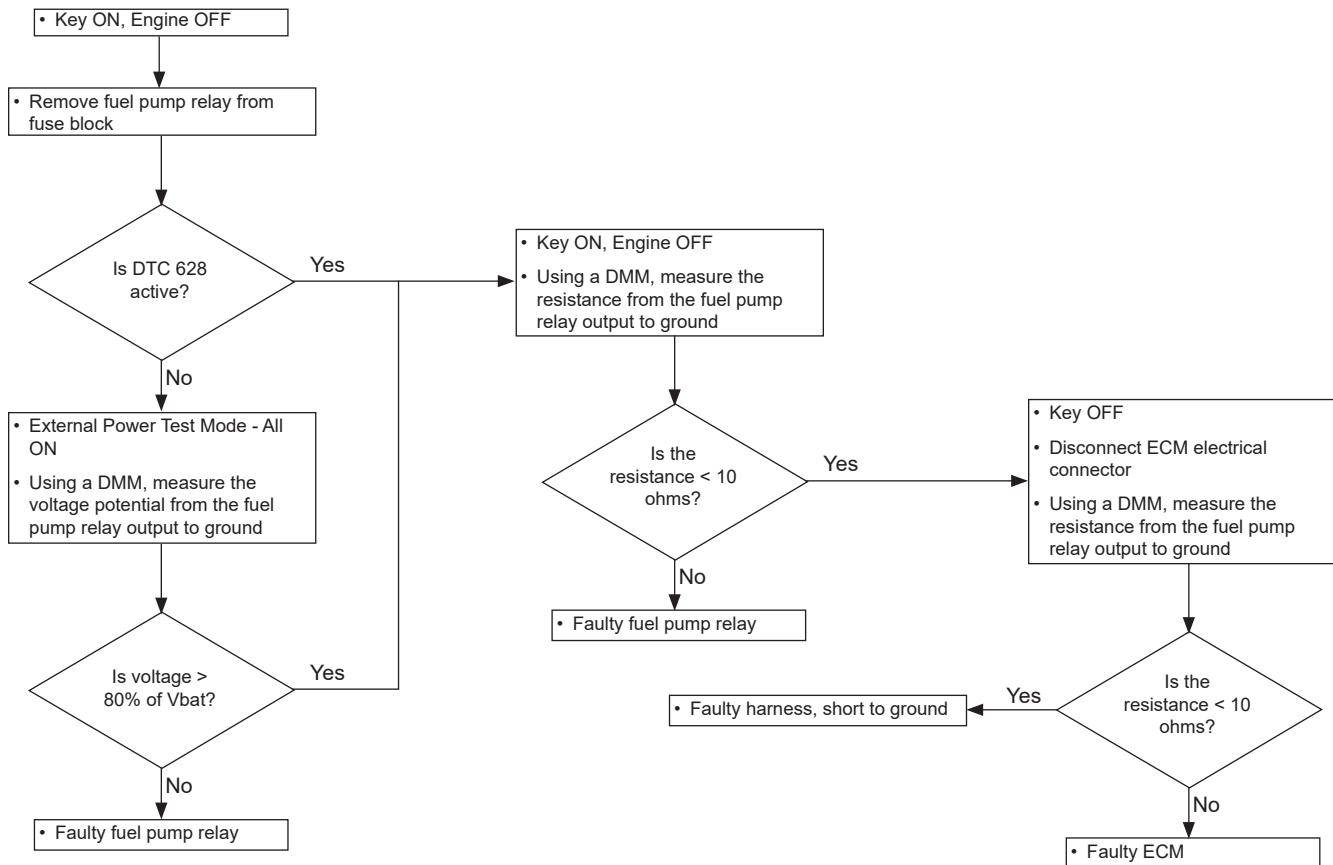 • Key ON, Engine OFF
• Remove fuel pump relay from
fuse block
Is DTC 628
active?
Yes
No
• External Power Test Mode - All
ON
• Using a DMM, measure the
voltage potential from the fuel
pump relay output to ground
Is voltage >
80% of Vbat?
Yes
No
• Faulty fuel pump relay
• Key ON, Engine OFF
• Using a DMM, measure the
resistance from the fuel pump
relay output to ground
Is the
resistance < 10
ohms?
Yes
No
• Faulty fuel pump relay
• Key OFF
• Disconnect ECM electrical
connector
• Using a DMM, measure the
resistance from the fuel pump
relay output to ground
Is the
resistance < 10
ohms?
Yes
• Faulty harness, short to ground
No
• Faulty ECM